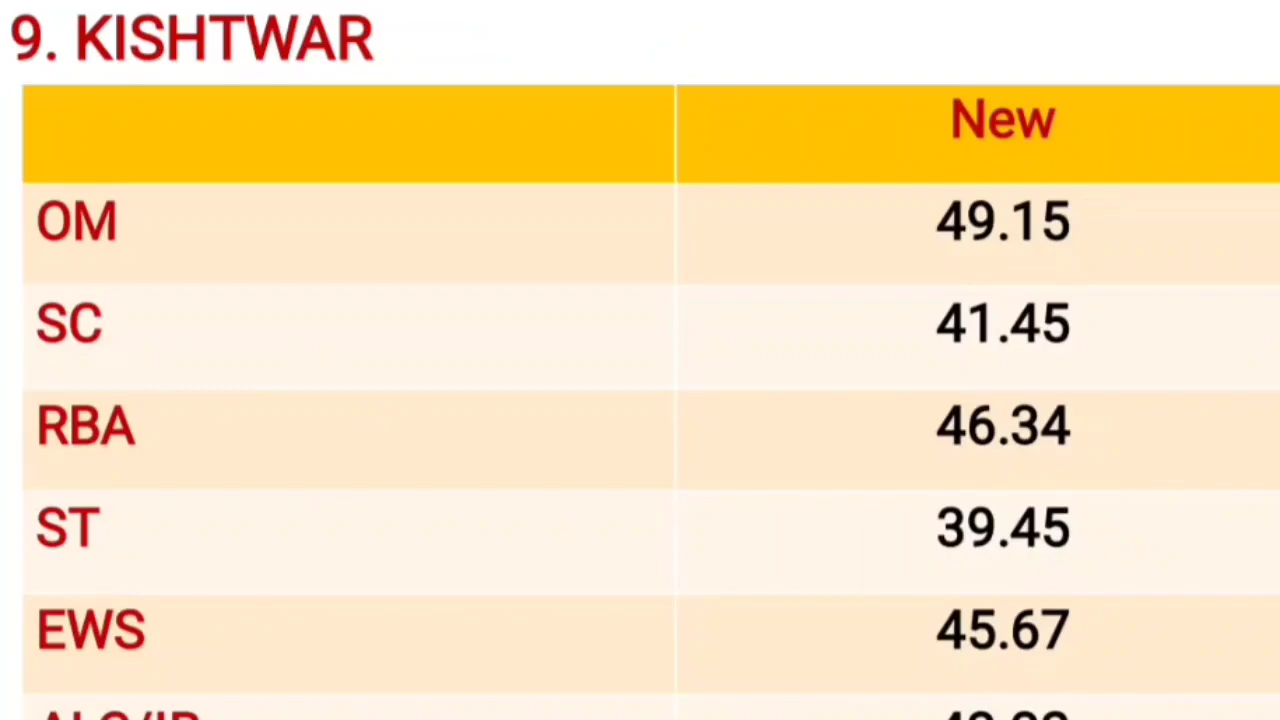 9. KISHTWAR
New
OM 49.15
SC 41.45
RBA 46.34
ST 39.45
EWS 45.67